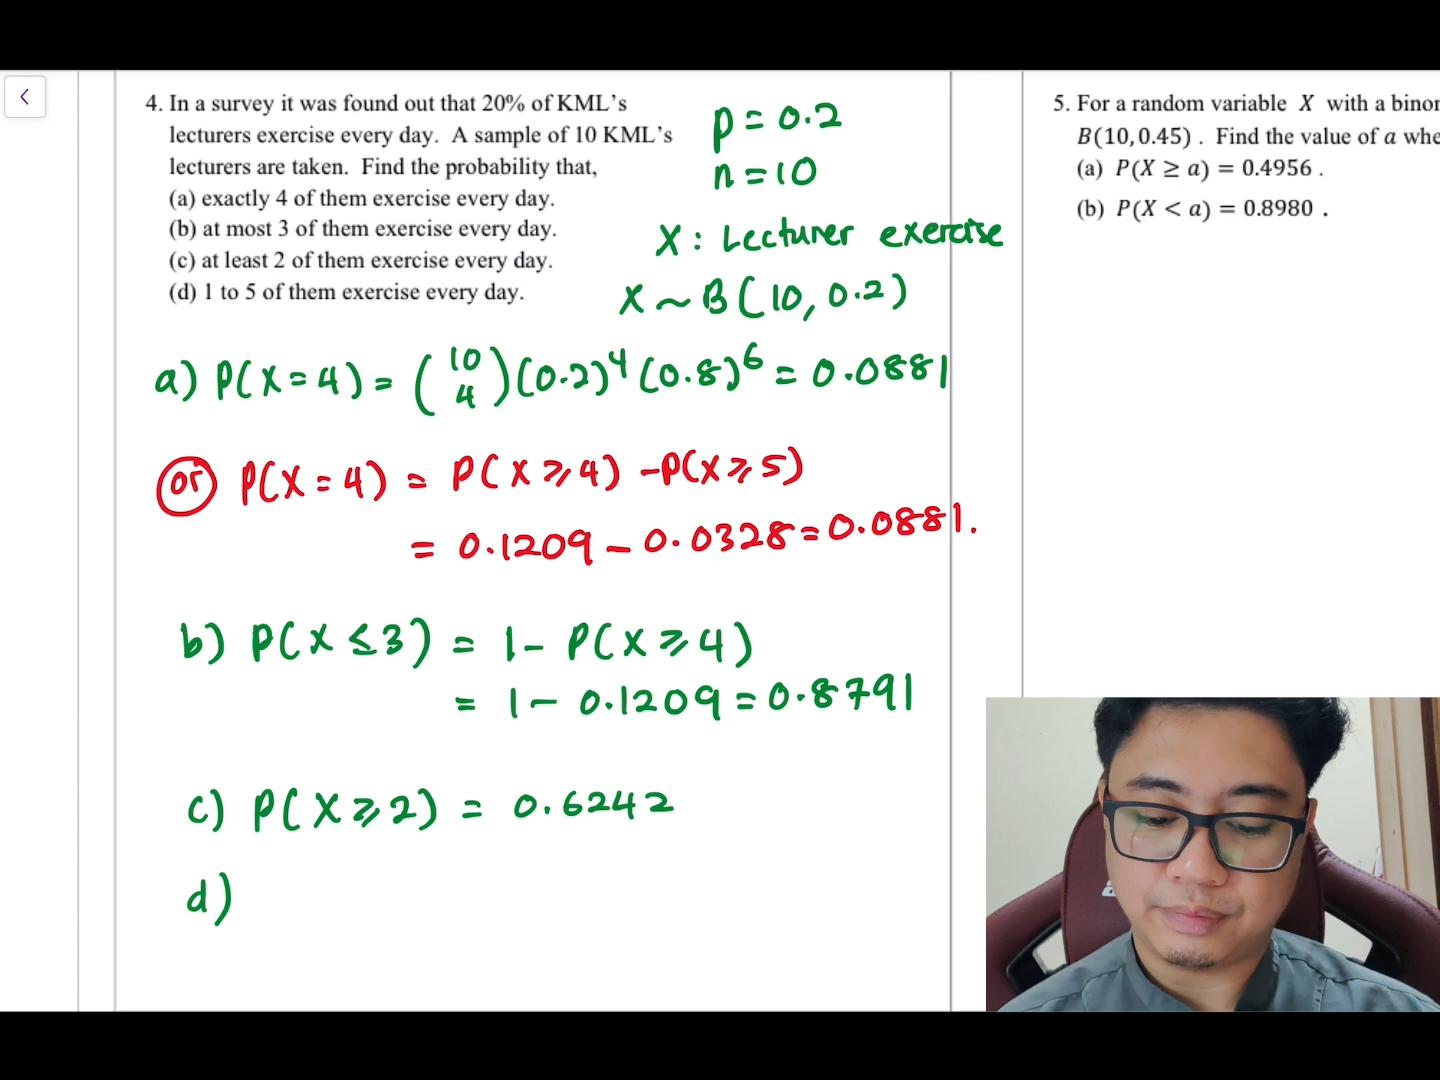 4. In a survey it was found out that 20% of KML's
lecturers exercise every day. A sample of 10 KML's
lecturers are taken. Find the probability that,
(a) exactly 4 of them exercise every day.
(b) at most 3 of them exercise every day.
(c) at least 2 of them exercise every day.
(d) 1 to 5 of them exercise every day.
p = 0.2
n = 10
X : Lecturer exercise
X ~ B(10, 0.2)
a) P(X = 4) = (10 4)(0.2)⁴(0.8)⁶ = 0.0881
or P(X = 4) = P(X ≥ 4) - P(X ≥ 5)
= 0.1209 - 0.0328 = 0.0881.
b) P(X ≤ 3) = 1 - P(X ≥ 4)
= 1 - 0.1209 = 0.8791
c) P(X ≥ 2) = 0.6242
d)
5. For a random variable X with a binor
B(10,0.45) . Find the value of a whe
(a) P(X ≥ a) = 0.4956 .
(b) P(X < a) = 0.8980 .